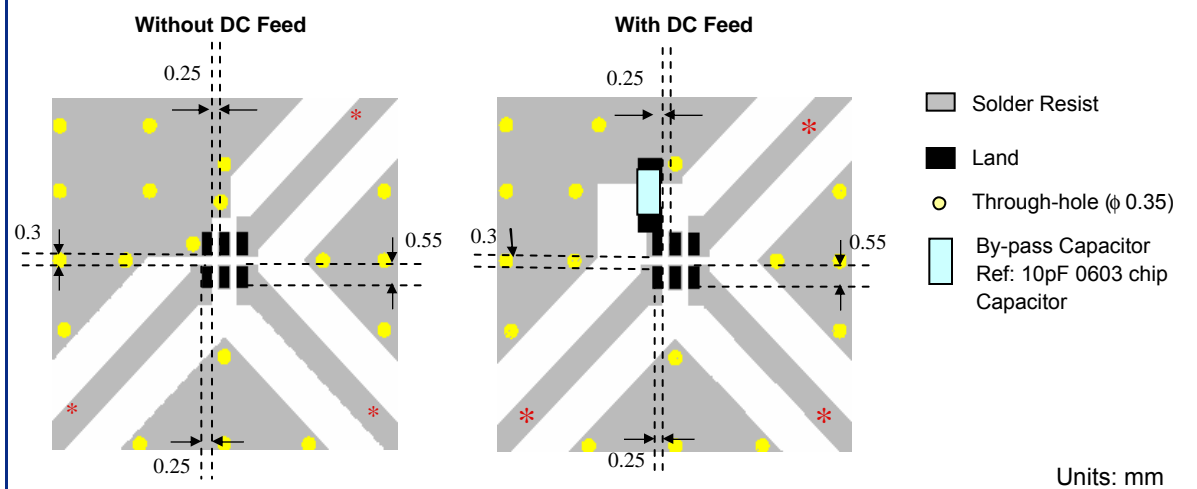 Without DC Feed
0.25
*
0.3
0.55
*
*
0.25
With DC Feed
0.25
*
0.3
0.55
*
*
0.25
Solder Resist
Land
Through-hole (ϕ 0.35)
By-pass Capacitor
Ref: 10pF 0603 chip
Capacitor
Units: mm